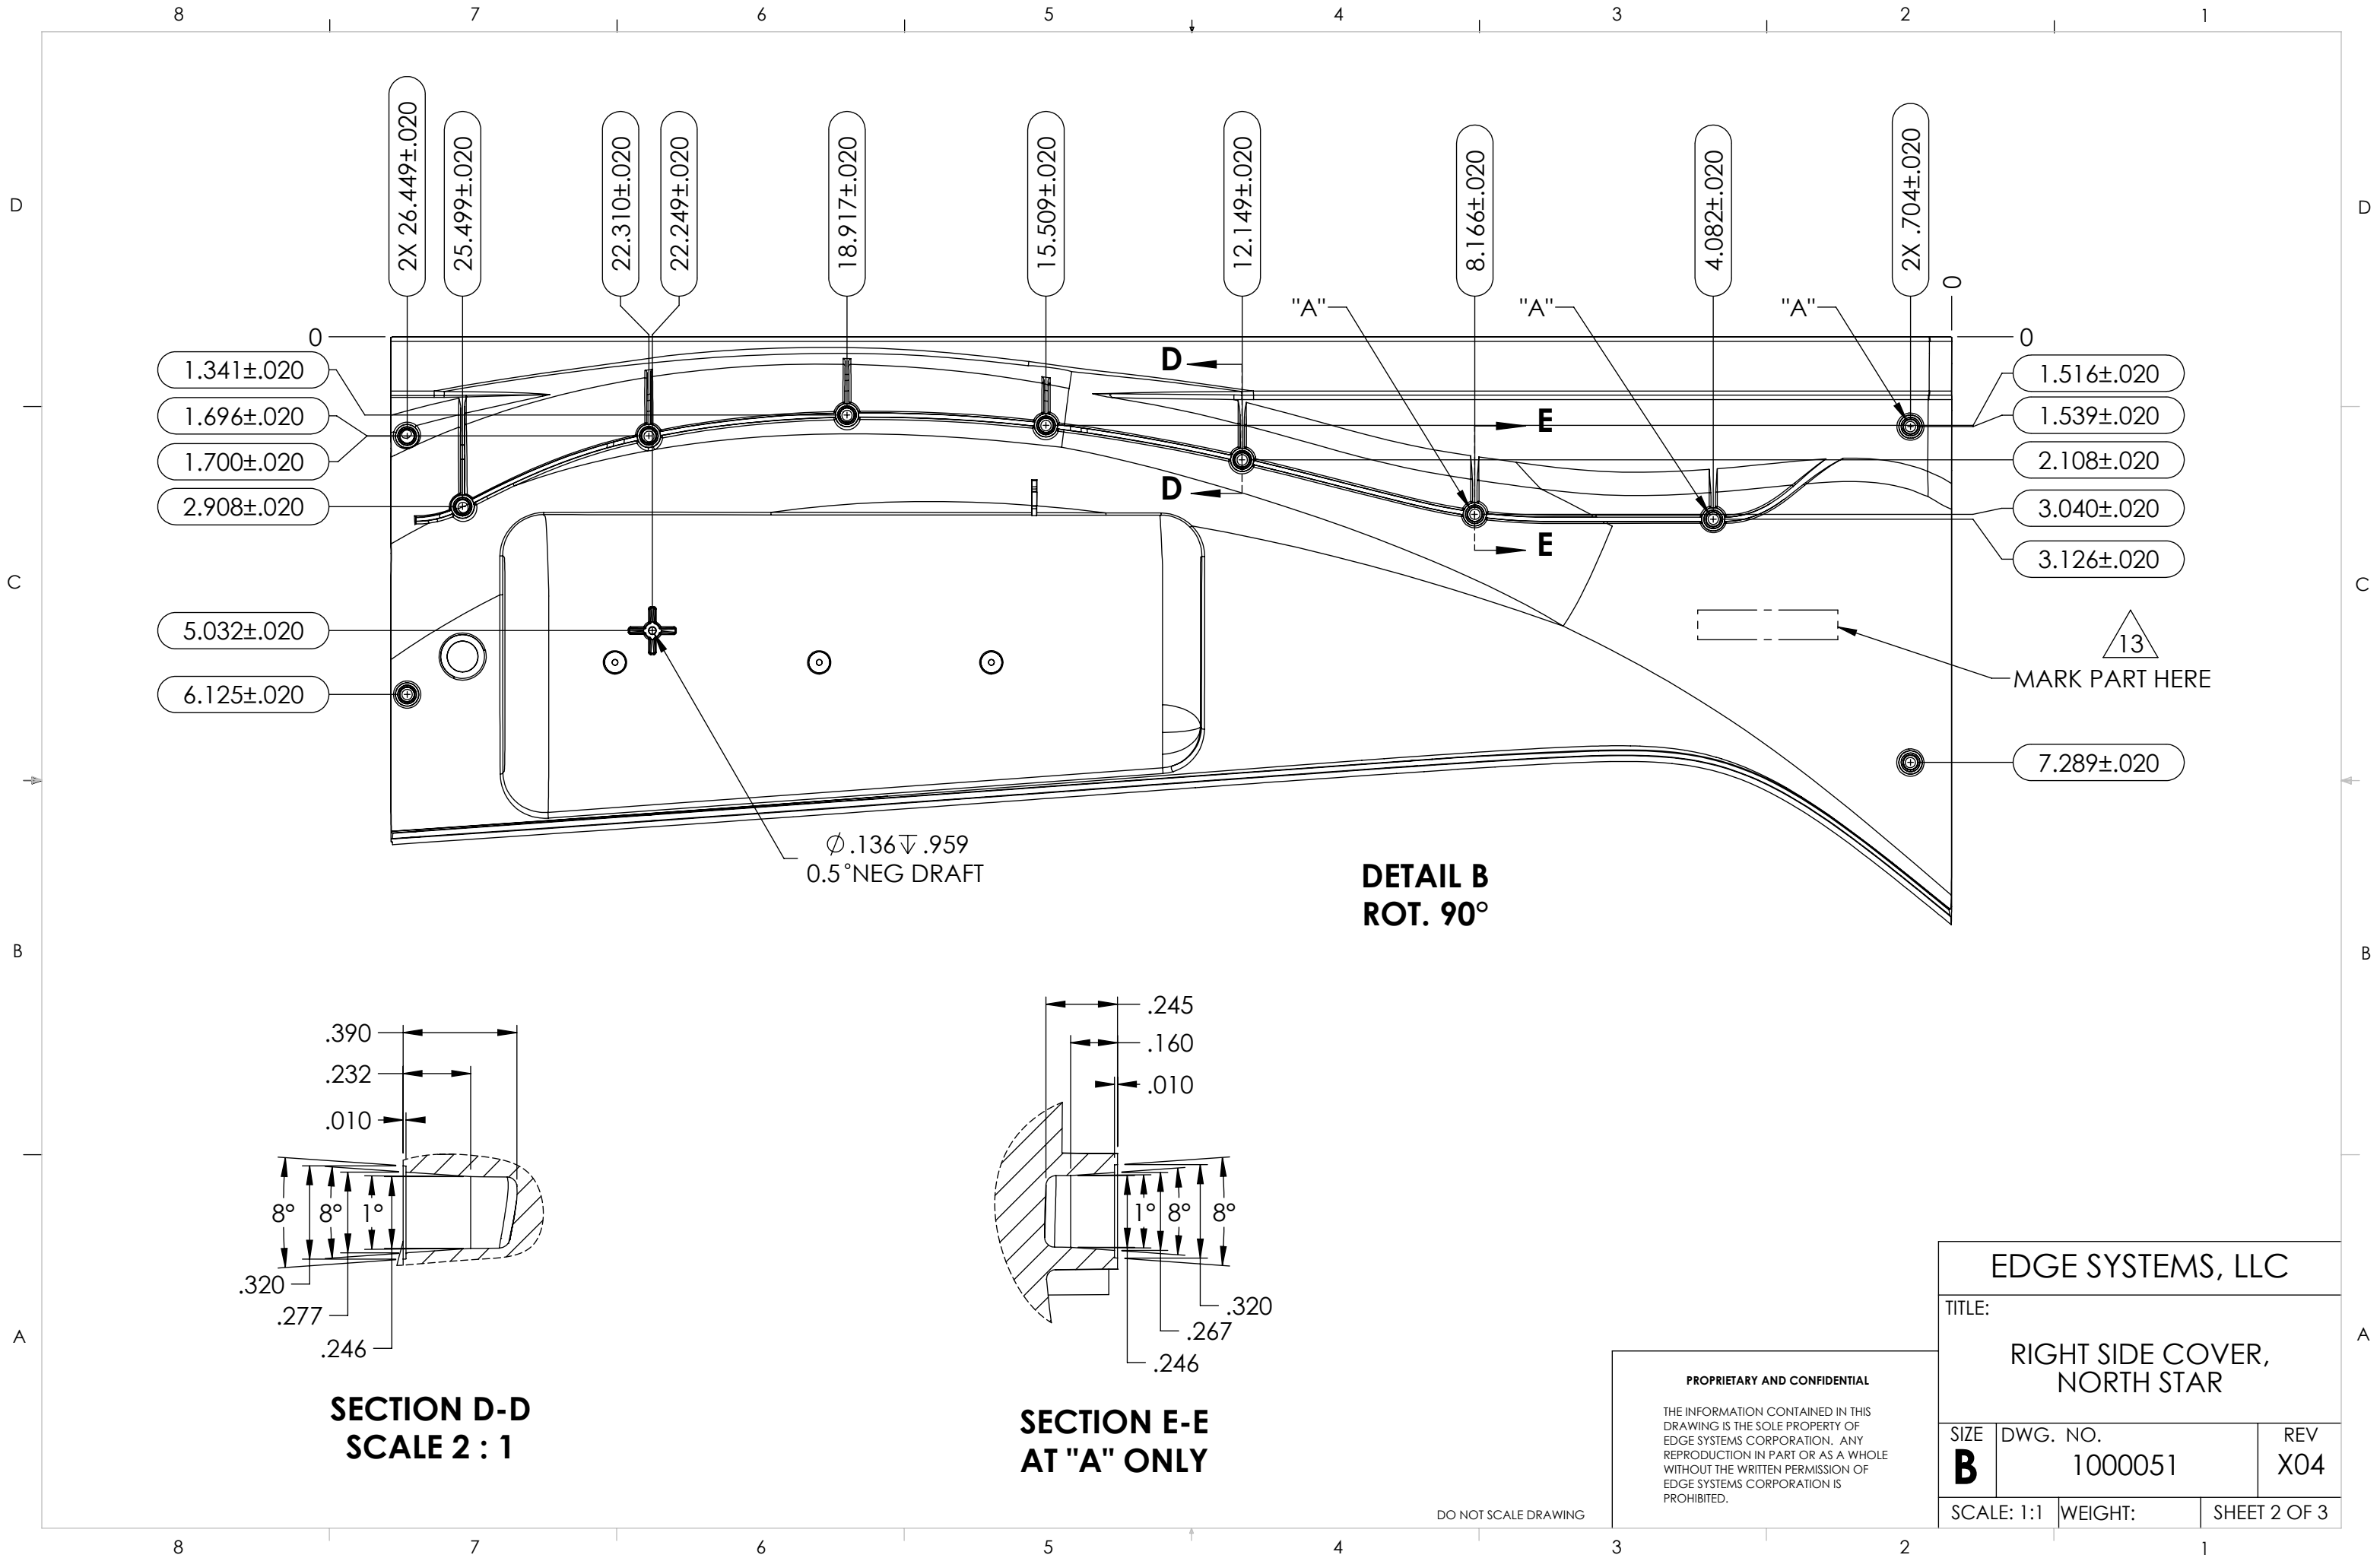 8 7 6 5 4 3 2 1
D
D
2X 26.449±.020
25.499±.020
22.310±.020
22.249±.020
18.917±.020
15.509±.020
12.149±.020
8.166±.020
4.082±.020
2X .704±.020
0
"A"
"A"
"A"
0
0
D
D
E
E
1.341±.020
1.696±.020
1.700±.020
2.908±.020
5.032±.020
6.125±.020
1.516±.020
1.539±.020
2.108±.020
3.040±.020
3.126±.020
7.289±.020
C
C
13
MARK PART HERE
∅.136↧.959
0.5°NEG DRAFT
DETAIL B
ROT. 90°
B
B
.390
.232
.010
8°
8°
1°
.320
.277
.246
SECTION D-D
SCALE 2 : 1
.245
.160
.010
1°
8°
8°
.320
.267
.246
SECTION E-E
AT "A" ONLY
A
A
DO NOT SCALE DRAWING
PROPRIETARY AND CONFIDENTIAL
THE INFORMATION CONTAINED IN THIS
DRAWING IS THE SOLE PROPERTY OF
EDGE SYSTEMS CORPORATION. ANY
REPRODUCTION IN PART OR AS A WHOLE
WITHOUT THE WRITTEN PERMISSION OF
EDGE SYSTEMS CORPORATION IS
PROHIBITED.
EDGE SYSTEMS, LLC
TITLE:
RIGHT SIDE COVER,
NORTH STAR
SIZE
B
DWG. NO.
1000051
REV
X04
SCALE: 1:1
WEIGHT:
SHEET 2 OF 3
8 7 6 5 4 3 2 1